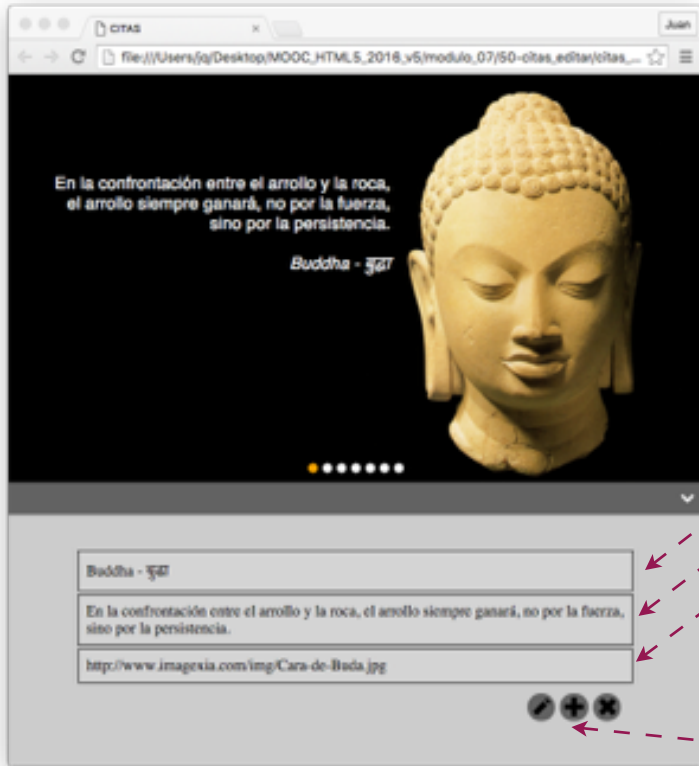 CITAS
Juan
file:///Users/jq/Desktop/MOOC_HTML5_2016_v5/modulo_07/50-citas_editar/citas_...
En la confrontación entre el arrollo y la roca,
el arrollo siempre ganará, no por la fuerza,
sino por la persistencia.
Buddha - बुद्धा
Buddha - बुद्धा
En la confrontación entre el arrollo y la roca, el arrollo siempre ganará, no por la fuerza,
sino por la persistencia.
http://www.imagexia.com/img/Cara-de-Buda.jpg